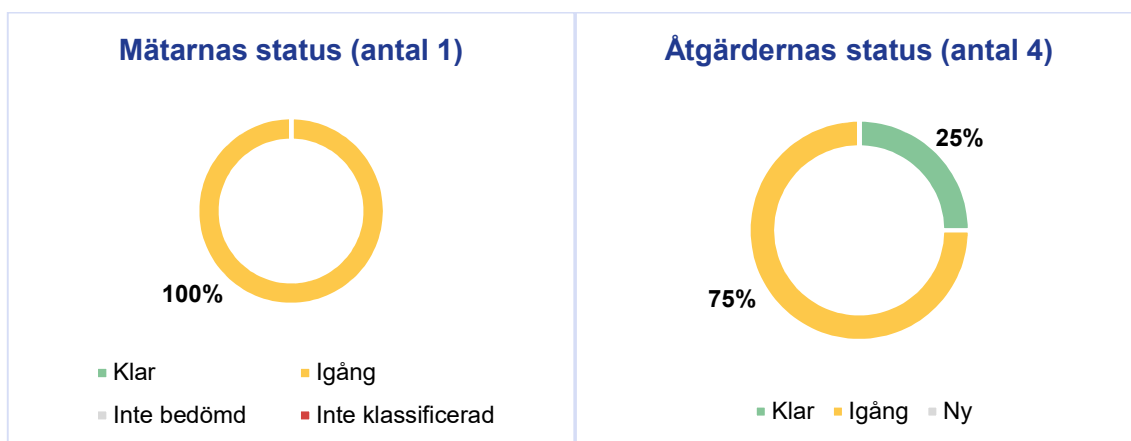 Mätarnas status (antal 1)
100%
Klar
Igång
Inte bedömd
Inte klassificerad
Åtgärdernas status (antal 4)
25%
75%
Klar
Igång
Ny